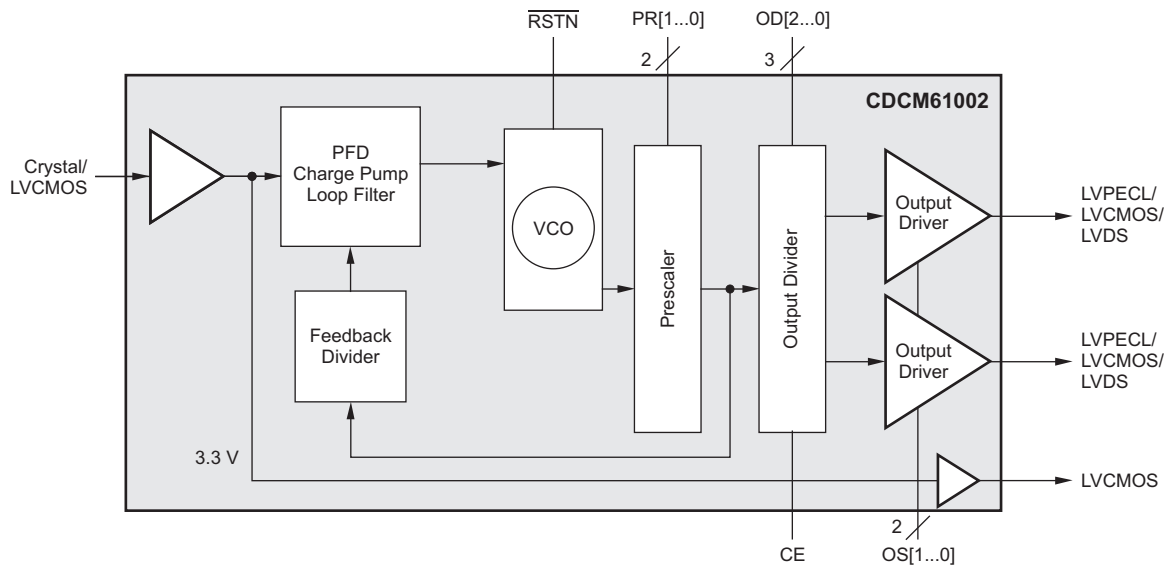 RSTN
PR[1...0]
OD[2...0]
2
3
CDCM61002
Crystal/
LVCMOS
PFD
Charge Pump
Loop Filter
VCO
Prescaler
Output Divider
Output
Driver
LVPECL/
LVCMOS/
LVDS
Feedback
Divider
Output
Driver
LVPECL/
LVCMOS/
LVDS
3.3 V
LVCMOS
2
CE
OS[1...0]